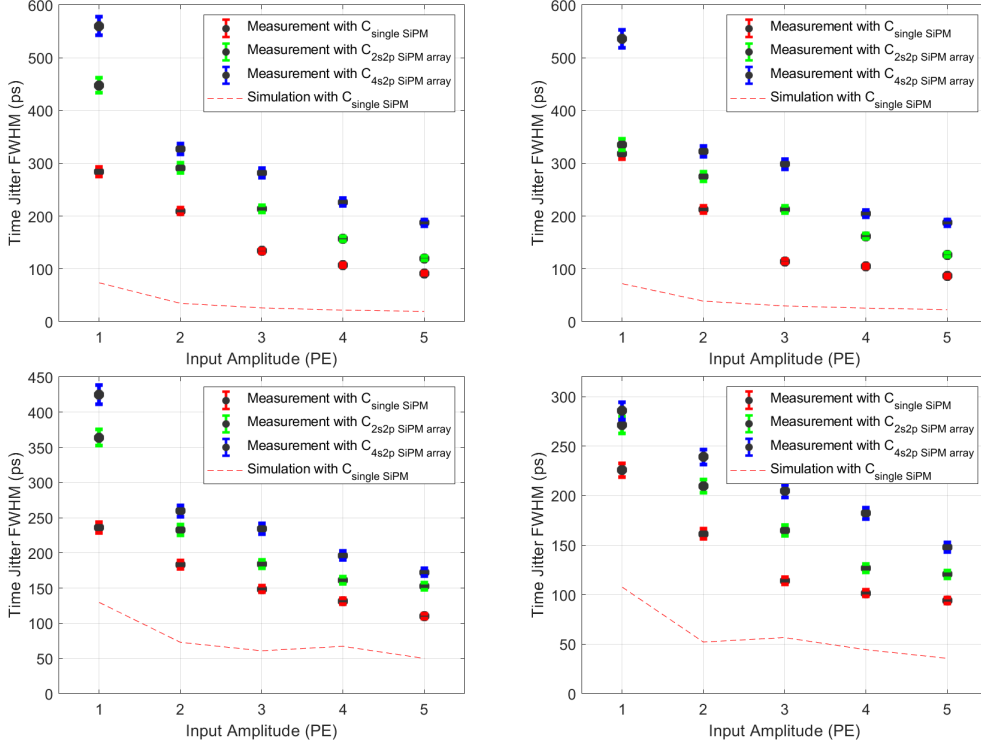 600
500
400
300
200
100
0
Time Jitter FWHM (ps)
Measurement with C single SiPM
Measurement with C 2s2p SiPM array
Measurement with C 4s2p SiPM array
Simulation with C single SiPM
1 2 3 4 5
Input Amplitude (PE)
600
500
400
300
200
100
0
Time Jitter FWHM (ps)
Measurement with C single SiPM
Measurement with C 2s2p SiPM array
Measurement with C 4s2p SiPM array
Simulation with C single SiPM
1 2 3 4 5
Input Amplitude (PE)
450
400
350
300
250
200
150
100
50
0
Time Jitter FWHM (ps)
Measurement with C single SiPM
Measurement with C 2s2p SiPM array
Measurement with C 4s2p SiPM array
Simulation with C single SiPM
1 2 3 4 5
Input Amplitude (PE)
300
250
200
150
100
50
0
Time Jitter FWHM (ps)
Measurement with C single SiPM
Measurement with C 2s2p SiPM array
Measurement with C 4s2p SiPM array
Simulation with C single SiPM
1 2 3 4 5
Input Amplitude (PE)